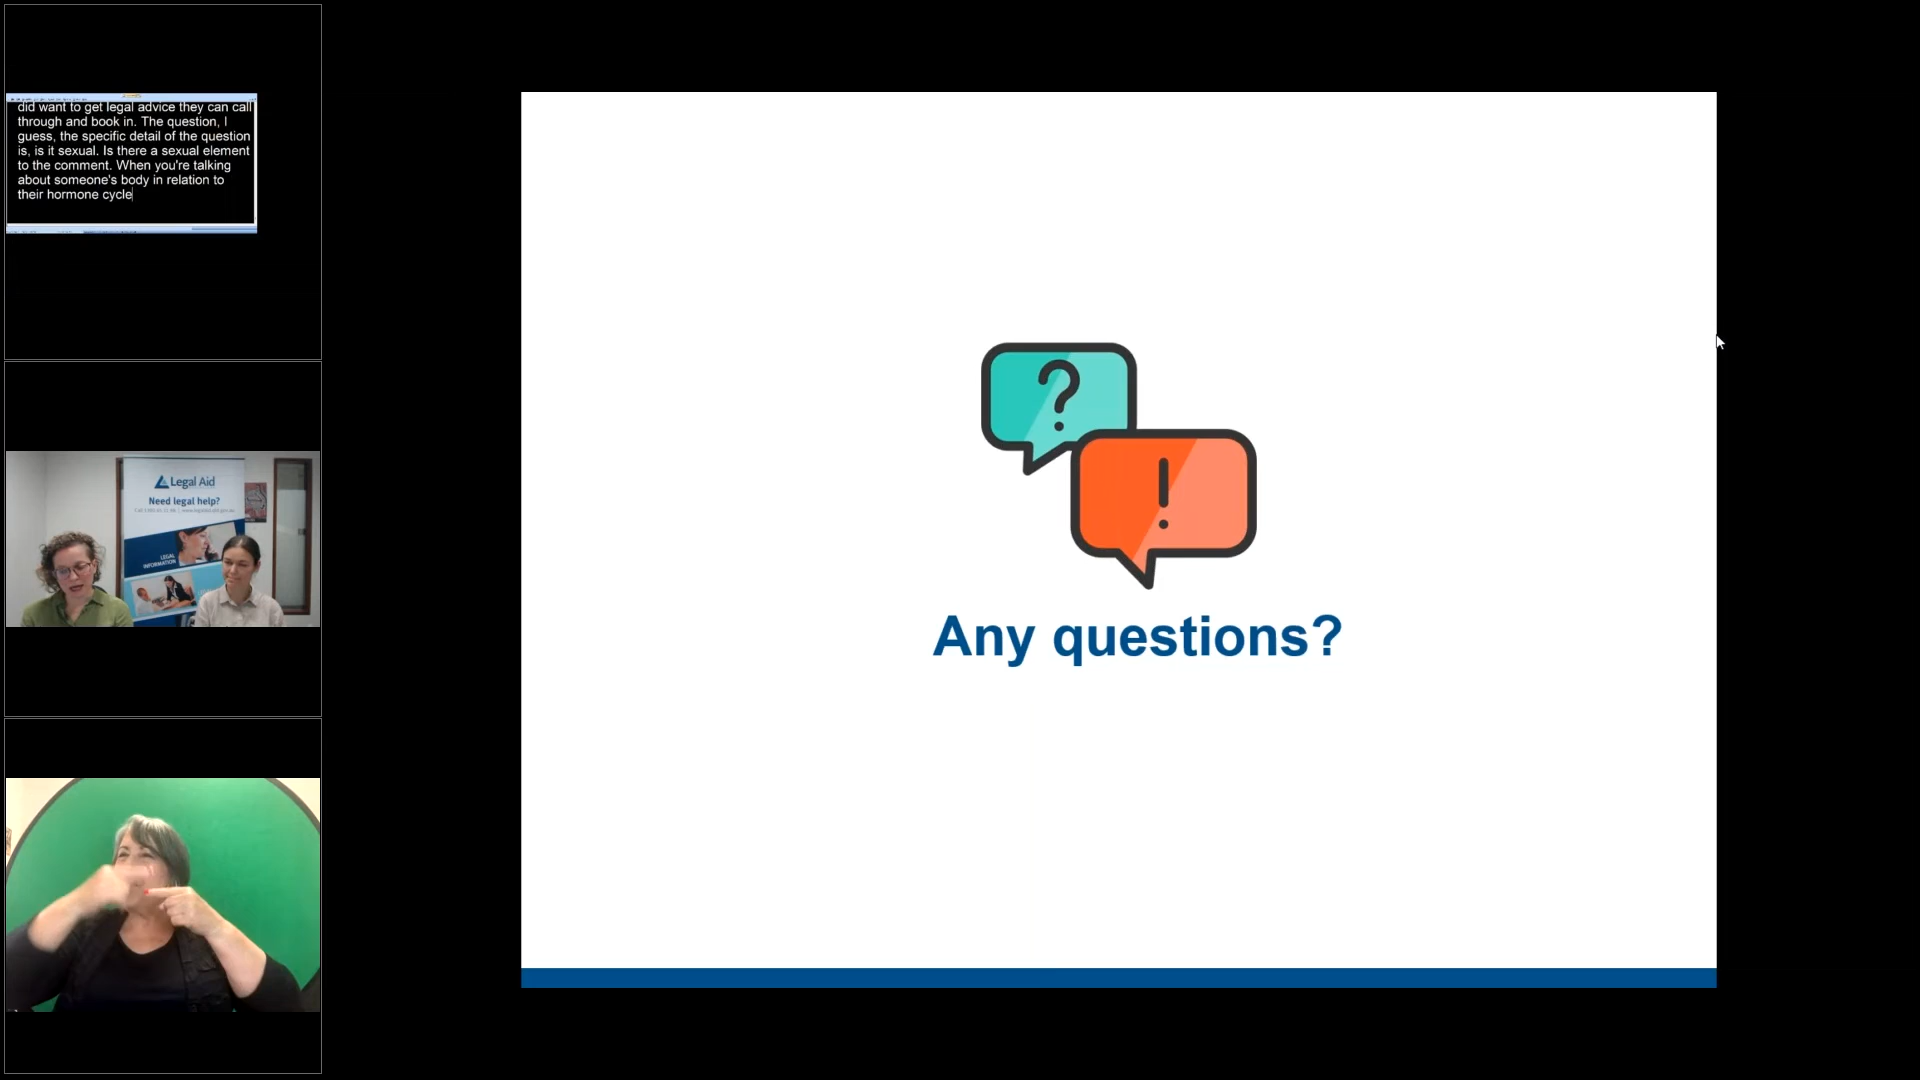 did want to get legal advice they can call
through and book in. The question, I
guess, the specific detail of the question
is, is it sexual. Is there a sexual element
to the comment. When you're talking
about someone's body in relation to
their hormone cycle
Legal Aid
Need legal help?
LEGAL
INFORMATION
?
!
Any questions?